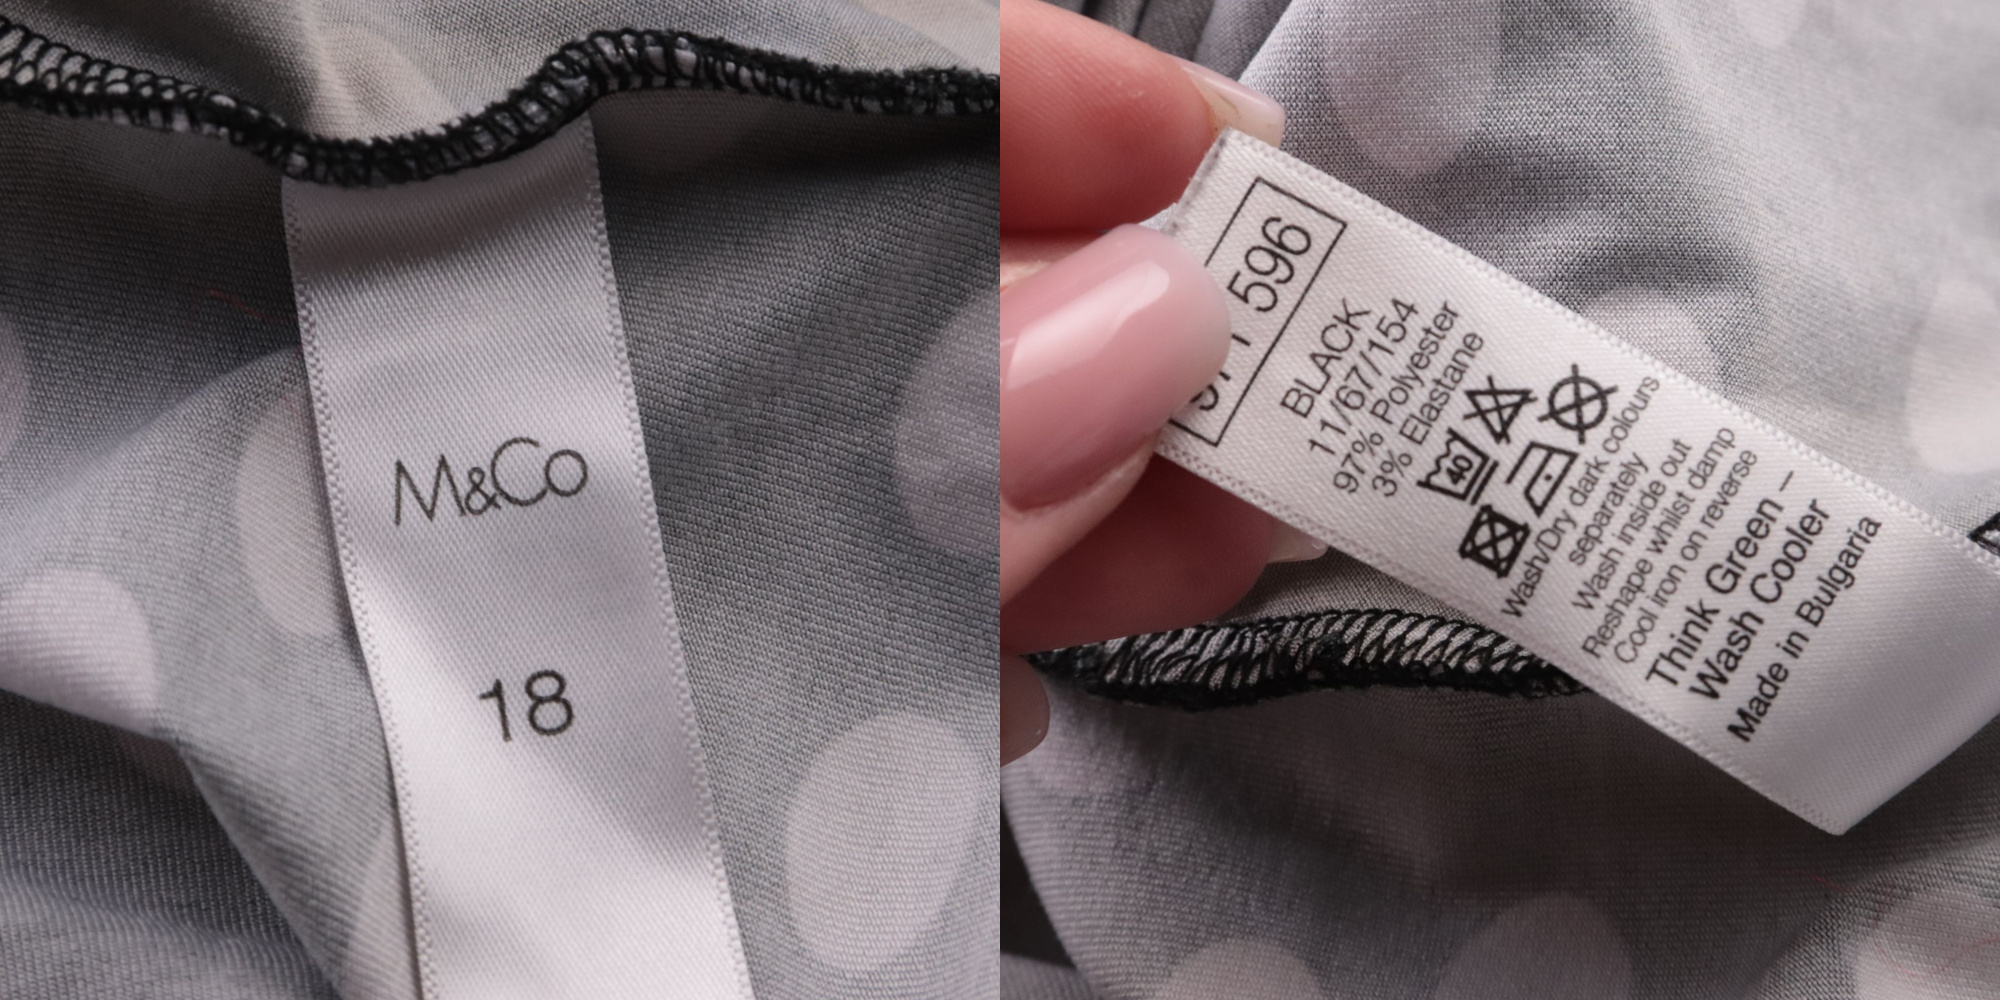 M&Co
18
596
BLACK
11/67/154
97% Polyester
3% Elastane
40
Wash/Dry dark colours
separately
Wash inside out
Reshape whilst damp
Cool iron on reverse
Think Green –
Wash Cooler
Made in Bulgaria